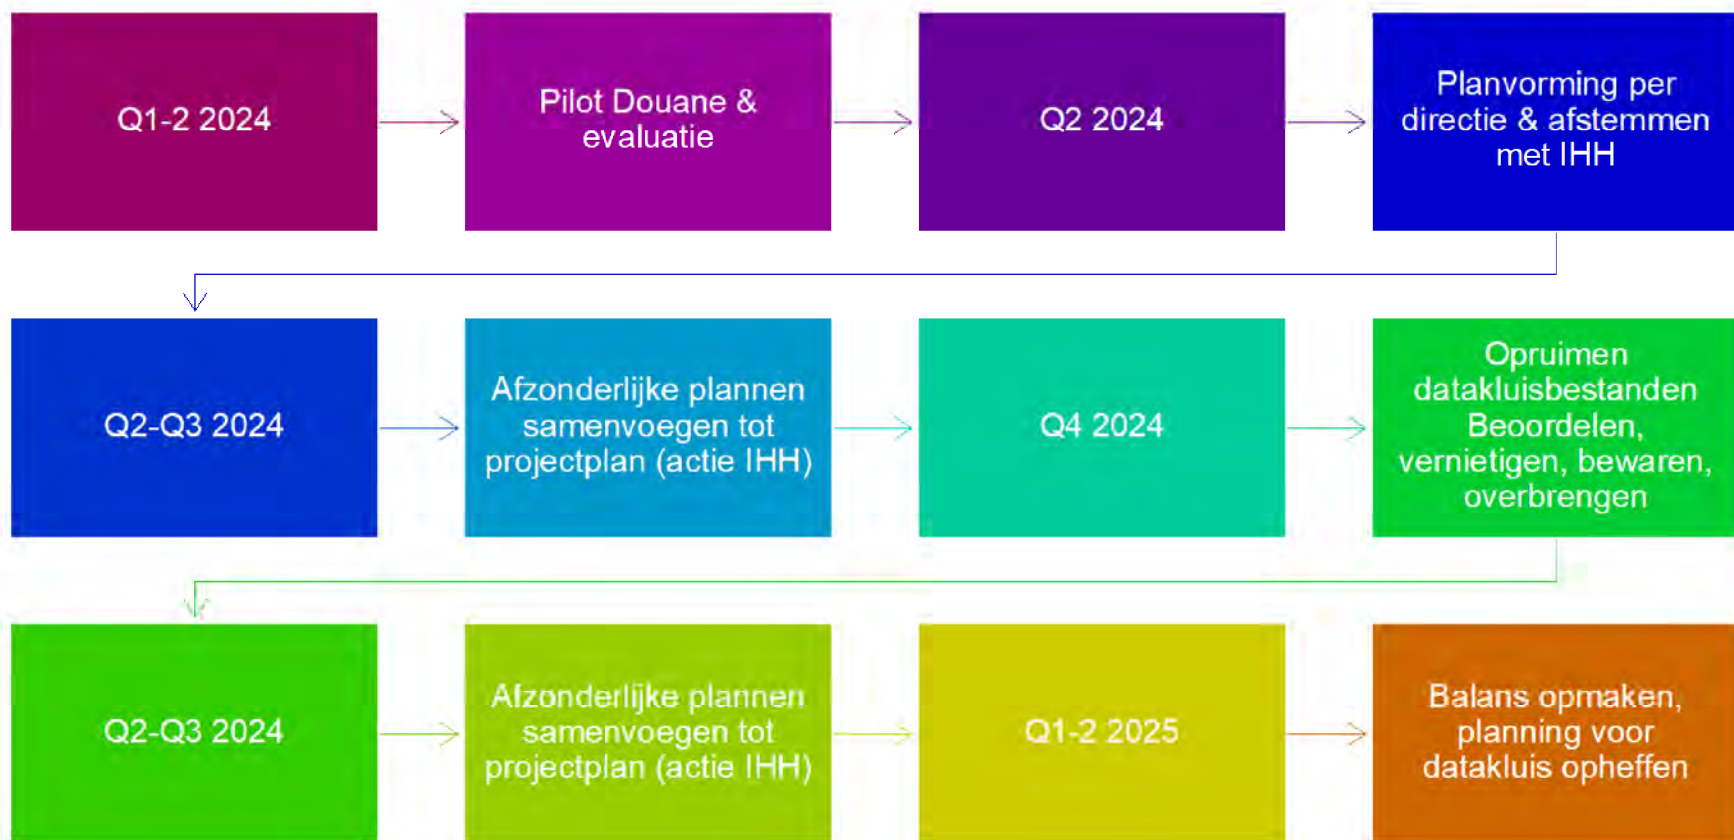 Q1-2 2024
Pilot Douane &
evaluatie
Q2 2024
Planvorming per
directie & afstemmen
met IHH
Q2-Q3 2024
Afzonderlijke plannen
samenvoegen tot
projectplan (actie IHH)
Q4 2024
Opruimen
datakluisbestanden
Beoordelen,
vernietigen, bewaren,
overbrengen
Q2-Q3 2024
Afzonderlijke plannen
samenvoegen tot
projectplan (actie IHH)
Q1-2 2025
Balans opmaken,
planning voor
datakluis opheffen